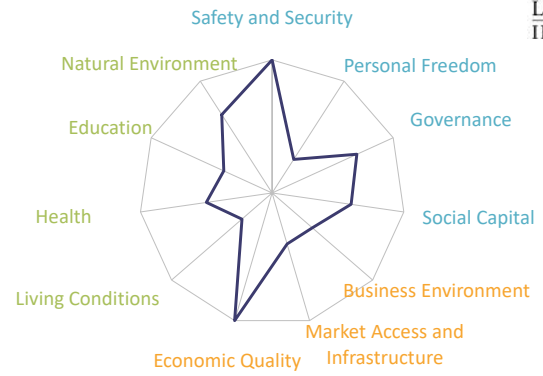 Safety and Security
Natural Environment
Personal Freedom
Education
Governance
Health
Social Capital
Living Conditions
Business Environment
Market Access and
Infrastructure
Economic Quality